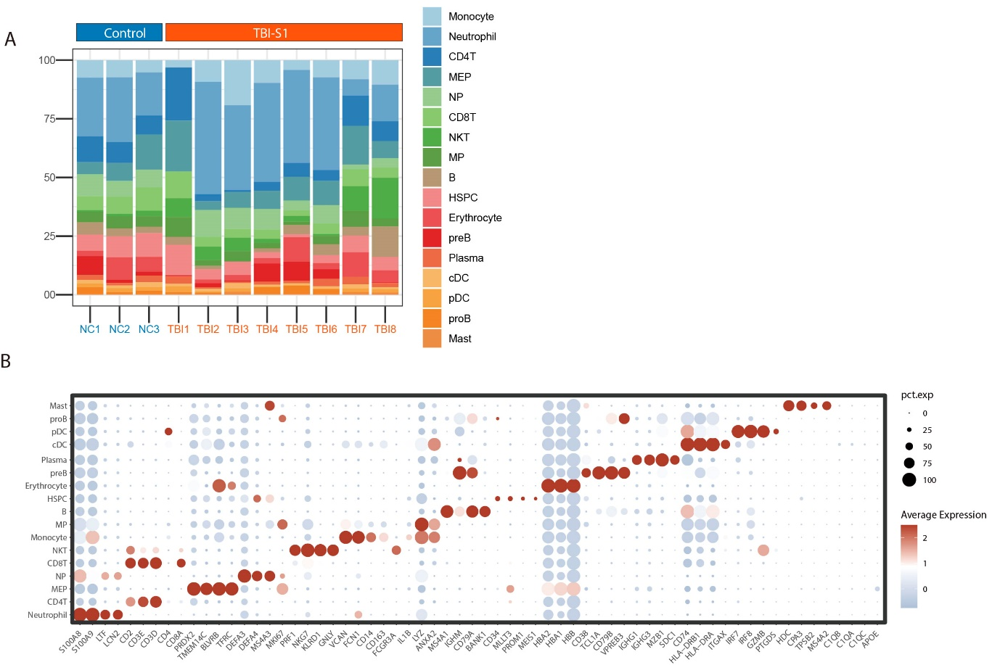 A
Control
TBI-S1
100
75
50
25
00
NC1 NC2 NC3 TBI1 TBI2 TBI3 TBI4 TBI5 TBI6 TBI7 TBI8
Monocyte
Neutrophil
CD4T
MEP
NP
CD8T
NKT
MP
B
HSPC
Erythrocyte
preB
Plasma
cDC
pDC
proB
Mast
B
Mast
proB
pDC
cDC
Plasma
preB
Erythrocyte
HSPC
B
MP
Monocyte
NKT
CD8T
NP
MEP
CD4T
Neutrophil
S100A8 S100A9 LTF LCN2 CD2 CD3E CD3D CD4 CD8A PRDX2 TMEM14C BLVRB TFRC DEFA3 DEFA4 MS4A3 MKI67 PRF1 NKG7 KLRD1 GNLY VCAN FCN1 CD14 CD163 FCGR3A IL1B LYZ ANXA2 MS4A1 IGHM CD79A BANK1 CD34 MLLT3 PROM1 MEIS1 HBA2 HBA1 HBB CD38 TCL1A CD79B VPREB3 IGHG1 IGHG3 MZB1 SDC1 CD74 HLA-DRB1 HLA-DRA ITGAX IRF7 IRF8 GZMB PTGDS HDC CPA3 TPSB2 MS4A2 C1QB C1QA C1QC APOE
pct.exp
0
25
50
75
100
Average Expression
2
1
0